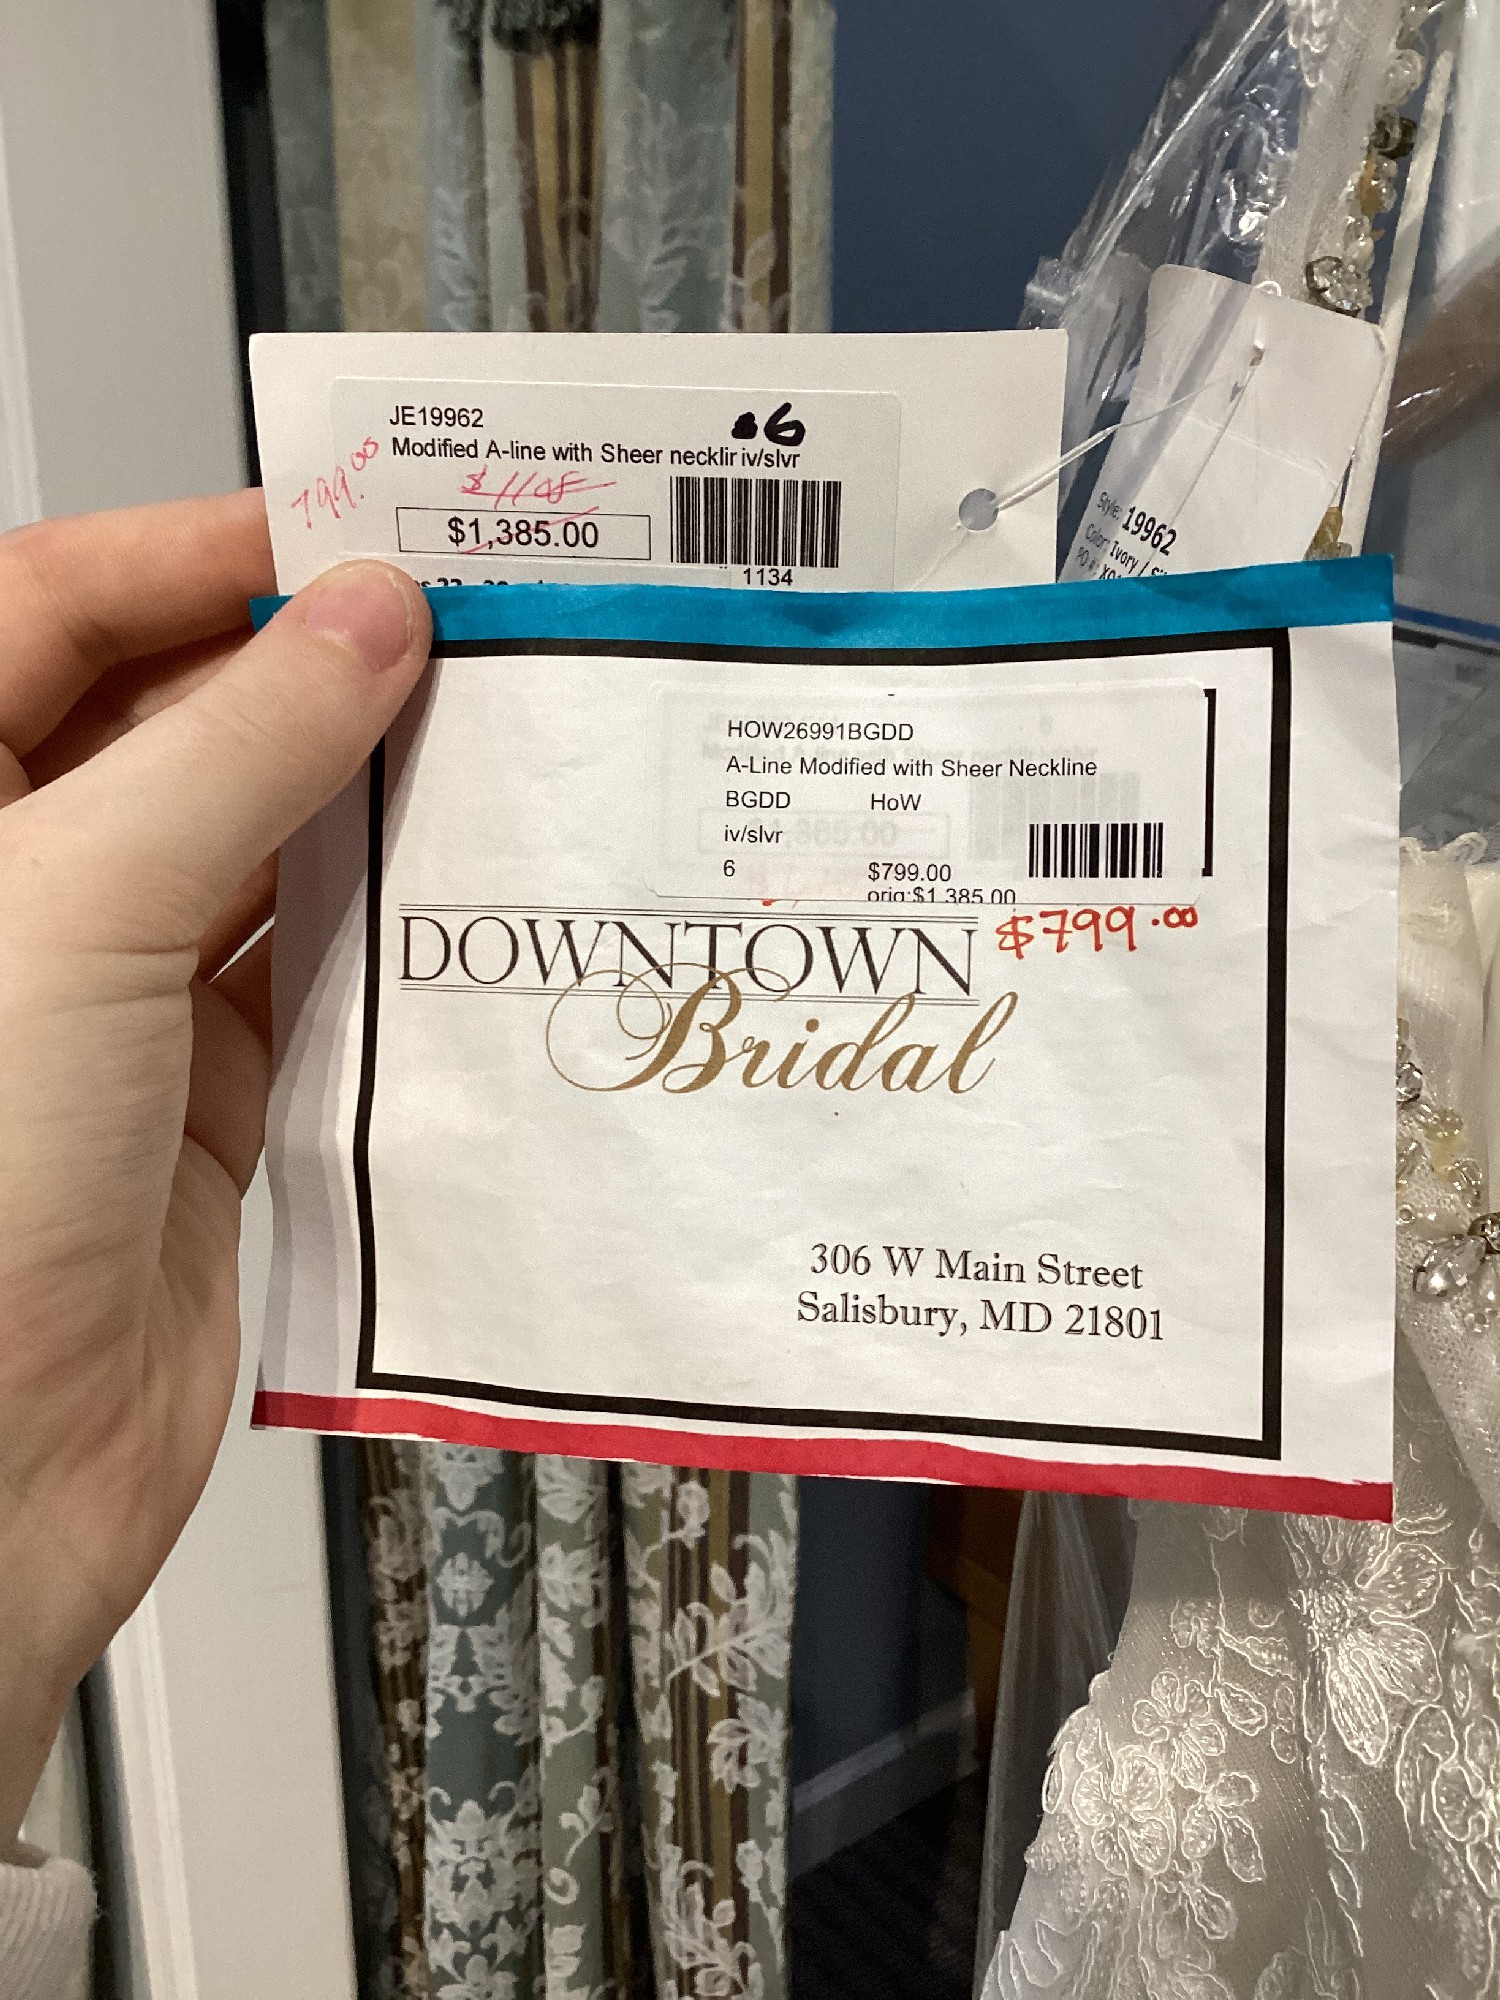 JE19962
6
Modified A-line with Sheer necklir iv/slvr
799.00
$1108
$1,385.00
1134
Style: 19962
Color: Ivory /
PO #:
HOW26991BGDD
A-Line Modified with Sheer Neckline
BGDD HoW
iv/slvr
6 $799.00
orig:$1,385.00
$799.00
DOWNTOWN
Bridal
306 W Main Street
Salisbury, MD 21801